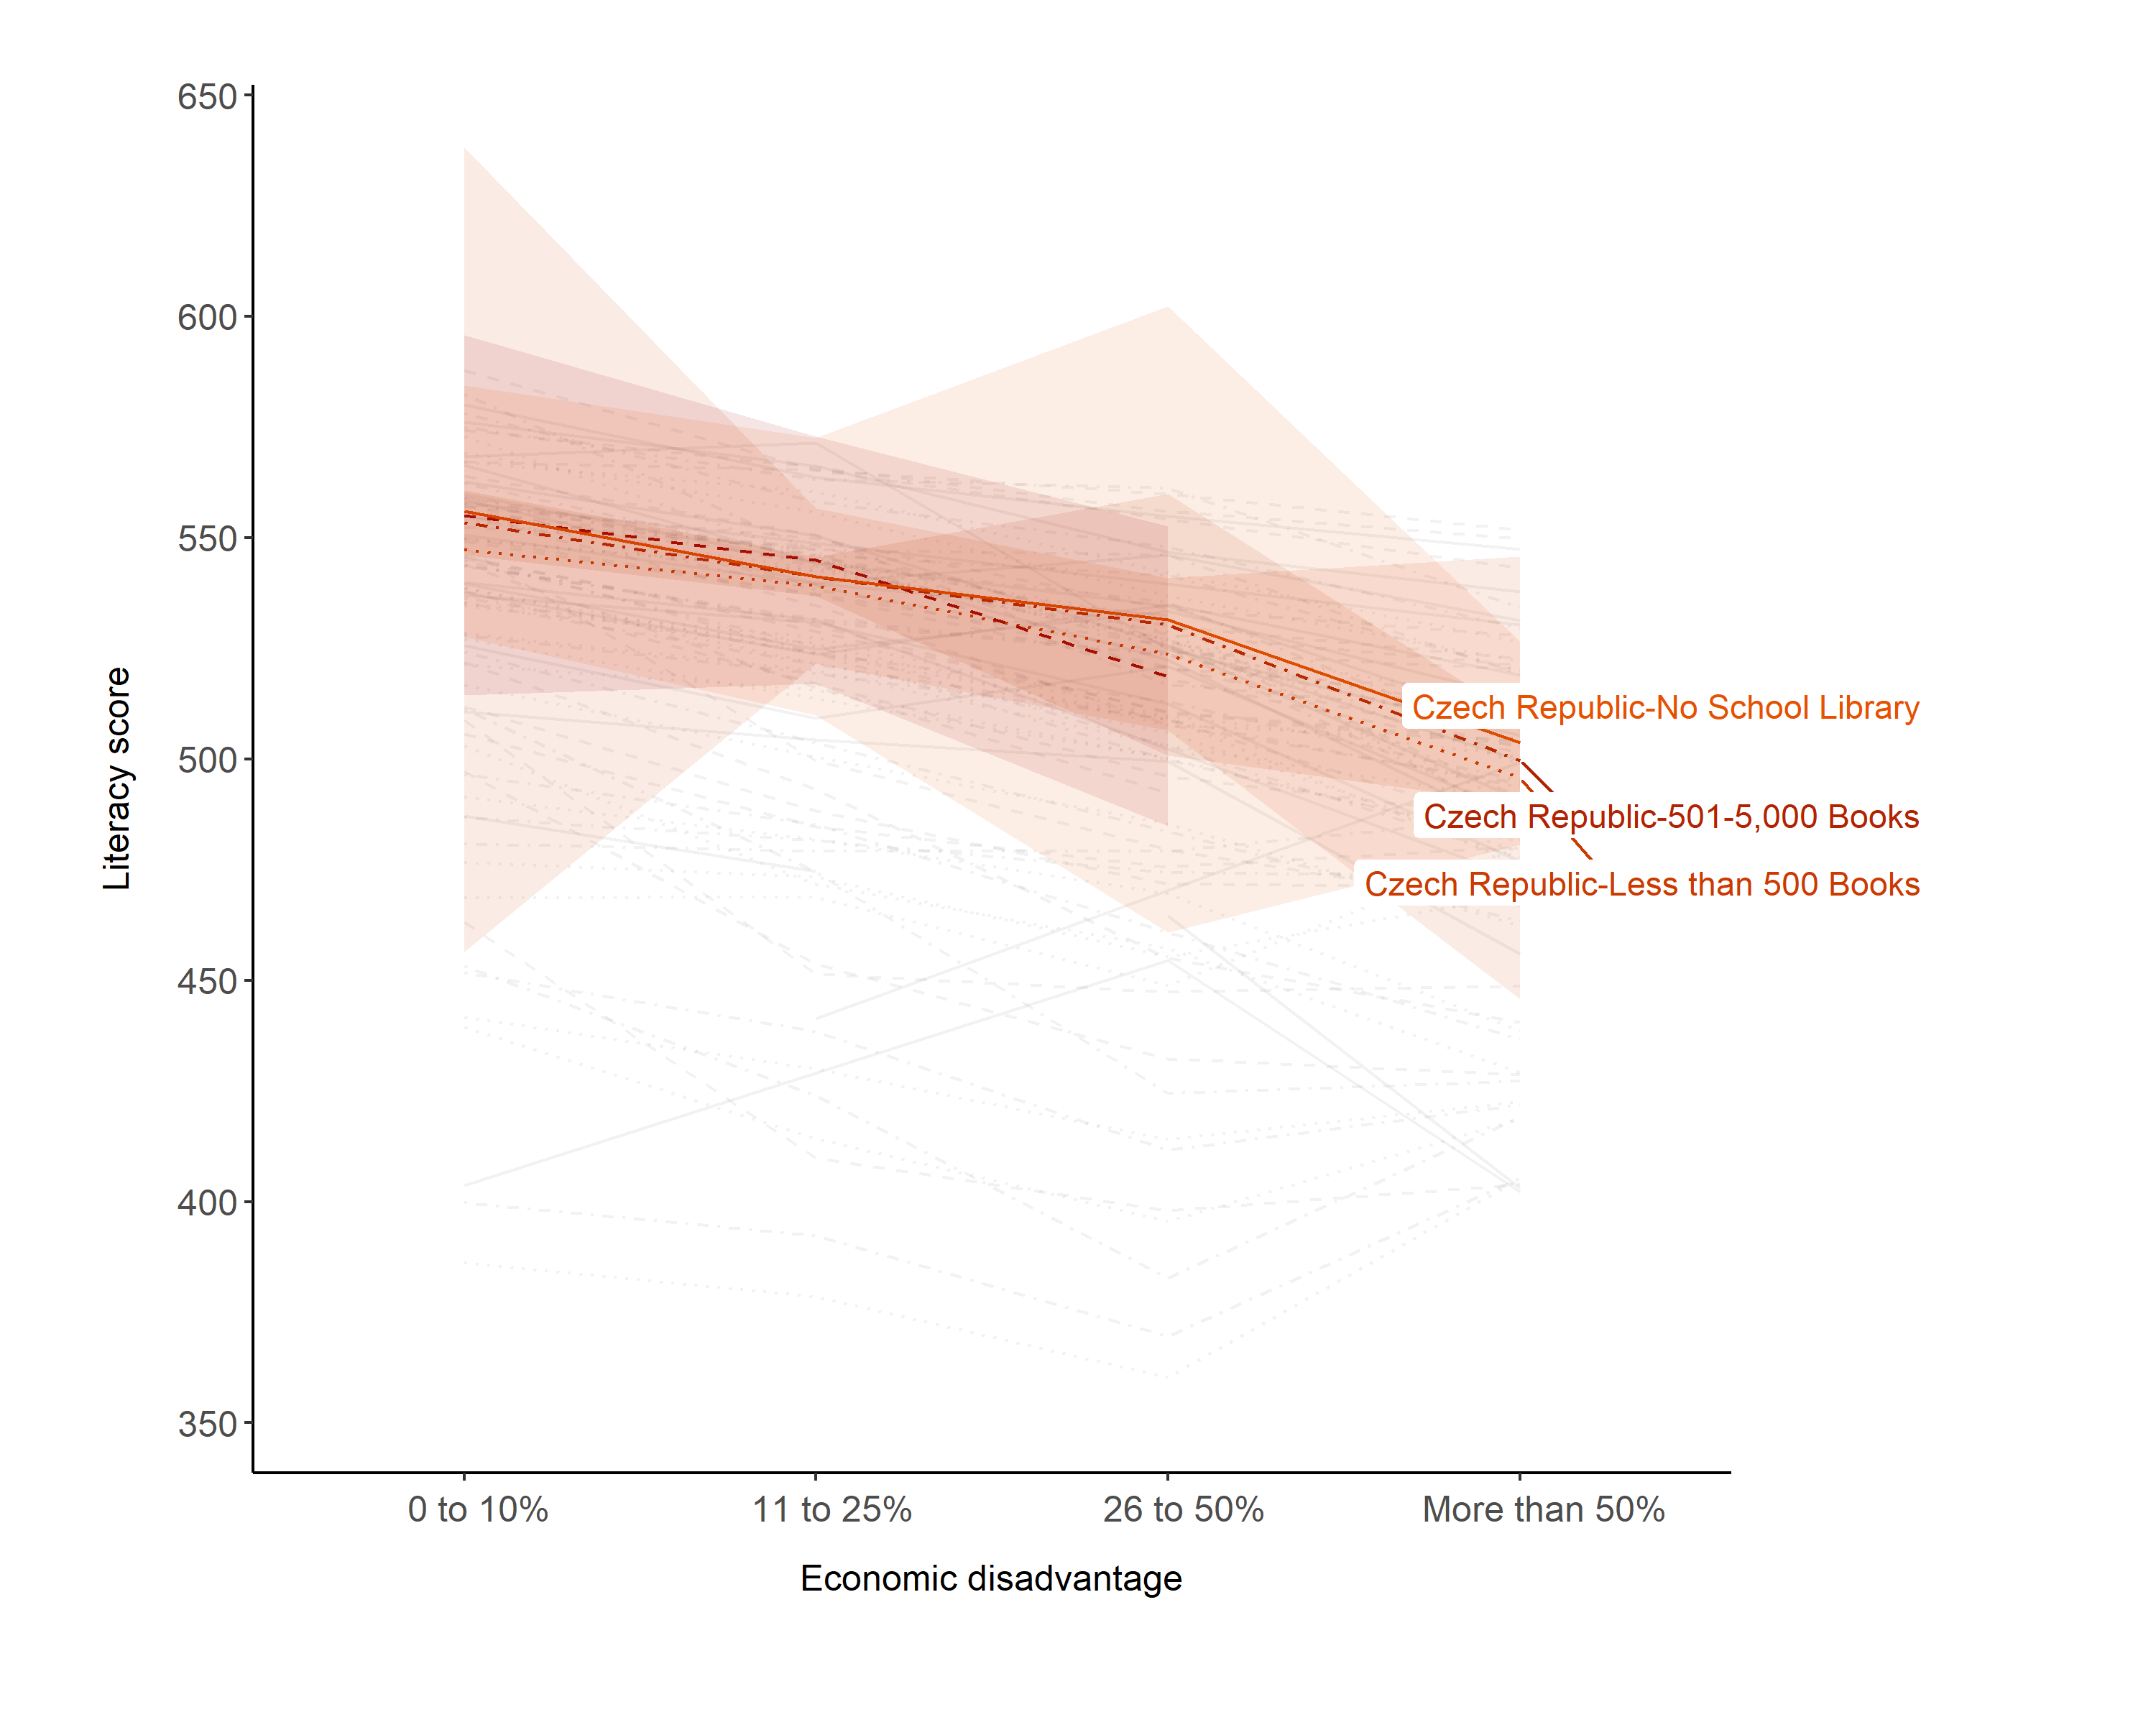 650
600
550
500
450
400
350
Literacy score
Czech Republic-No School Library
Czech Republic-501-5,000 Books
Czech Republic-Less than 500 Books
0 to 10%
11 to 25%
26 to 50%
More than 50%
Economic disadvantage